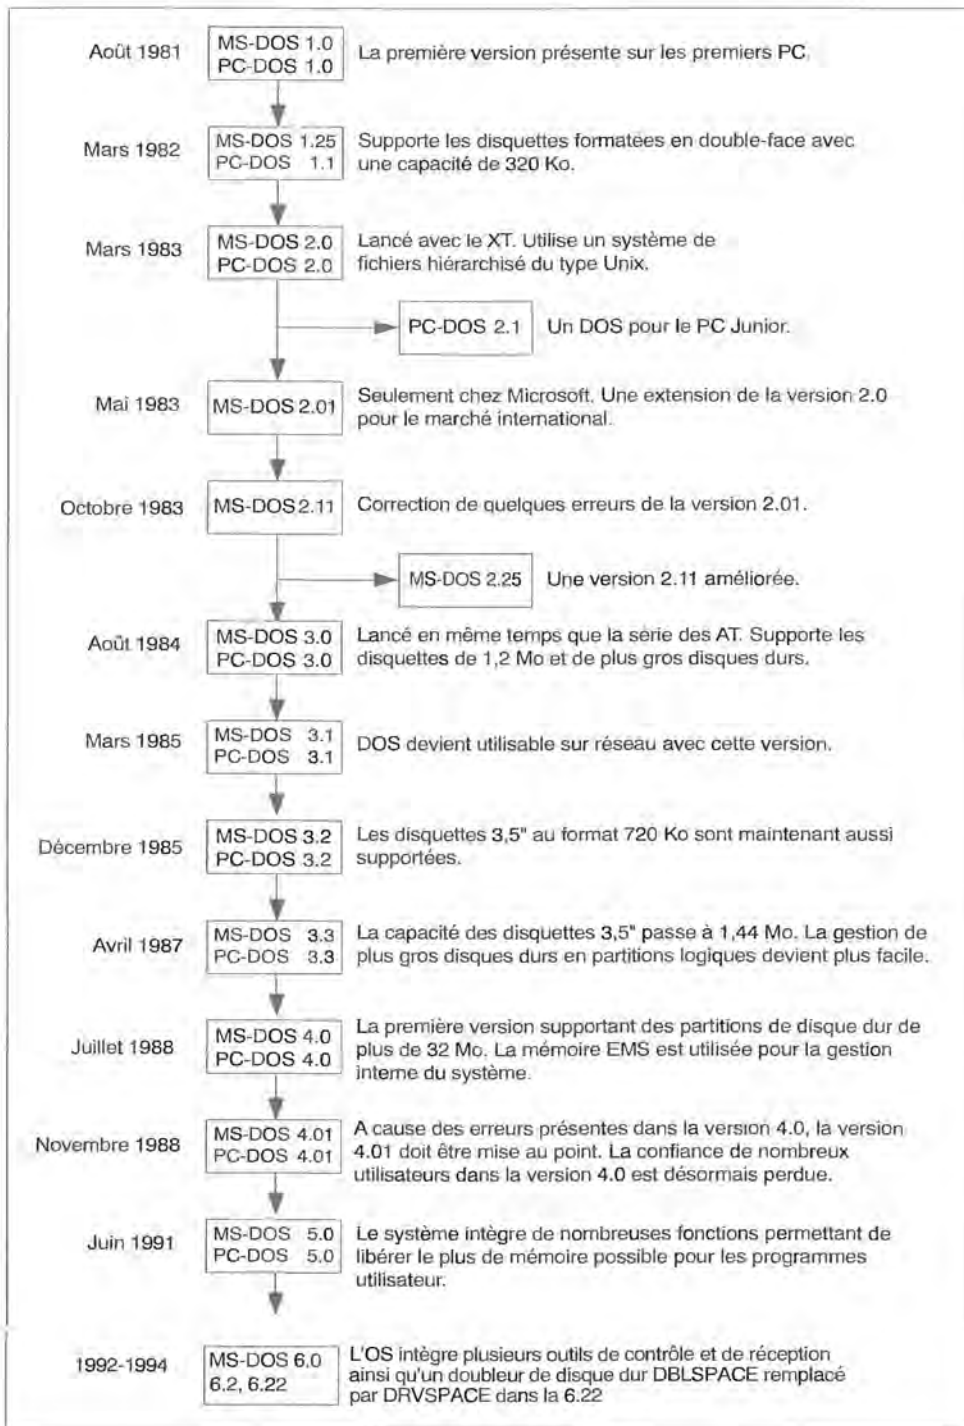 Août 1981
MS-DOS 1.0
PC-DOS 1.0
La première version présente sur les premiers PC.
Mars 1982
MS-DOS 1.25
PC-DOS 1.1
Supporte les disquettes formatées en double-face avec
une capacité de 320 Ko.
Mars 1983
MS-DOS 2.0
PC-DOS 2.0
Lancé avec le XT. Utilise un système de
fichiers hiérarchisé du type Unix.
PC-DOS 2.1
Un DOS pour le PC Junior.
Mai 1983
MS-DOS 2.01
Seulement chez Microsoft. Une extension de la version 2.0
pour le marché international.
Octobre 1983
MS-DOS 2.11
Correction de quelques erreurs de la version 2.01.
MS-DOS 2.25
Une version 2.11 améliorée.
Août 1984
MS-DOS 3.0
PC-DOS 3.0
Lancé en même temps que la série des AT. Supporte les
disquettes de 1,2 Mo et de plus gros disques durs.
Mars 1985
MS-DOS 3.1
PC-DOS 3.1
DOS devient utilisable sur réseau avec cette version.
Décembre 1985
MS-DOS 3.2
PC-DOS 3.2
Les disquettes 3,5" au format 720 Ko sont maintenant aussi
supportées.
Avril 1987
MS-DOS 3.3
PC-DOS 3.3
La capacité des disquettes 3,5" passe à 1,44 Mo. La gestion de
plus gros disques durs en partitions logiques devient plus facile.
Juillet 1988
MS-DOS 4.0
PC-DOS 4.0
La première version supportant des partitions de disque dur de
plus de 32 Mo. La mémoire EMS est utilisée pour la gestion
interne du système.
Novembre 1988
MS-DOS 4.01
PC-DOS 4.01
A cause des erreurs présentes dans la version 4.0, la version
4.01 doit être mise au point. La confiance de nombreux
utilisateurs dans la version 4.0 est désormais perdue.
Juin 1991
MS-DOS 5.0
PC-DOS 5.0
Le système intègre de nombreuses fonctions permettant de
libérer le plus de mémoire possible pour les programmes
utilisateur.
1992-1994
MS-DOS 6.0
6.2, 6.22
L'OS intègre plusieurs outils de contrôle et de réception
ainsi qu'un doubleur de disque dur DBLSPACE remplacé
par DRVSPACE dans la 6.22